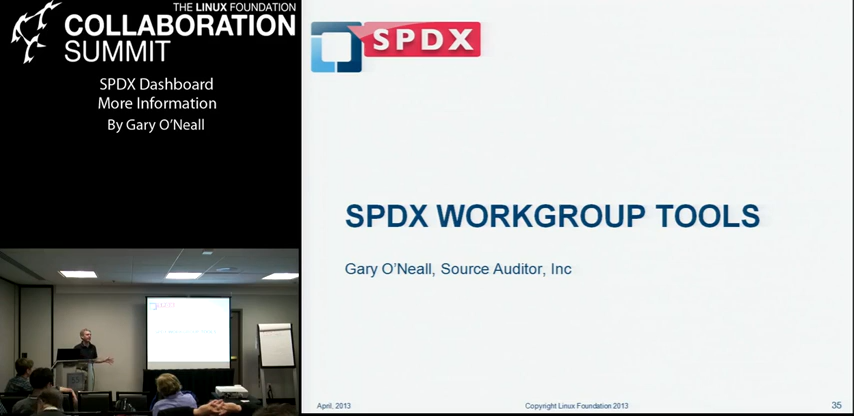 THE LINUX FOUNDATION
COLLABORATION
SUMMIT
SPDX Dashboard
More Information
By Gary O'Neall
SPDX
SPDX WORKGROUP TOOLS
Gary O'Neall, Source Auditor, Inc
April, 2013
Copyright Linux Foundation 2013
35